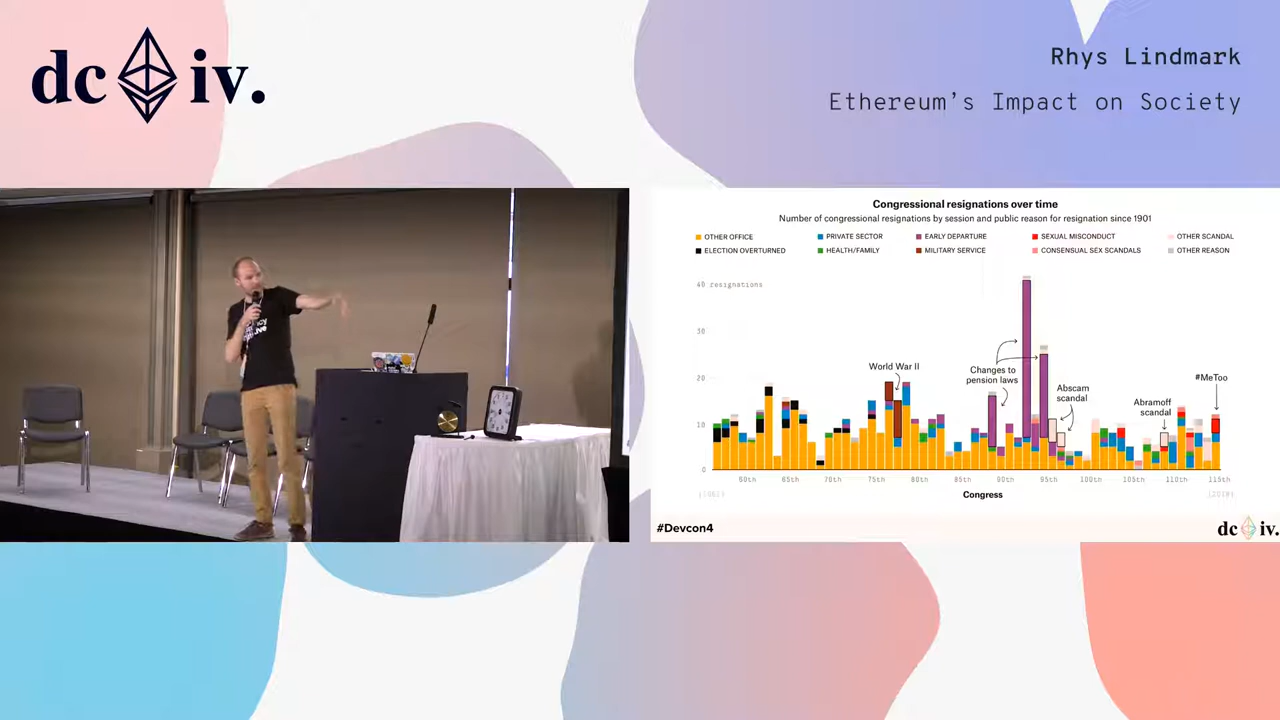 dc iv.
Rhys Lindmark
Ethereum's Impact on Society
Congressional resignations over time
Number of congressional resignations by session and public reason for resignation since 1901
OTHER OFFICE
PRIVATE SECTOR
EARLY DEPARTURE
SEXUAL MISCONDUCT
OTHER SCANDAL
ELECTION OVERTURNED
HEALTH/FAMILY
MILITARY SERVICE
CONSENSUAL SEX SCANDALS
OTHER REASON
40 resignations
30
20
10
0
World War II
Changes to
pension laws
Abscam
scandal
Abramoff
scandal
#MeToo
60th
65th
70th
75th
80th
85th
90th
95th
100th
105th
110th
115th
Congress
#Devcon4
dc iv.